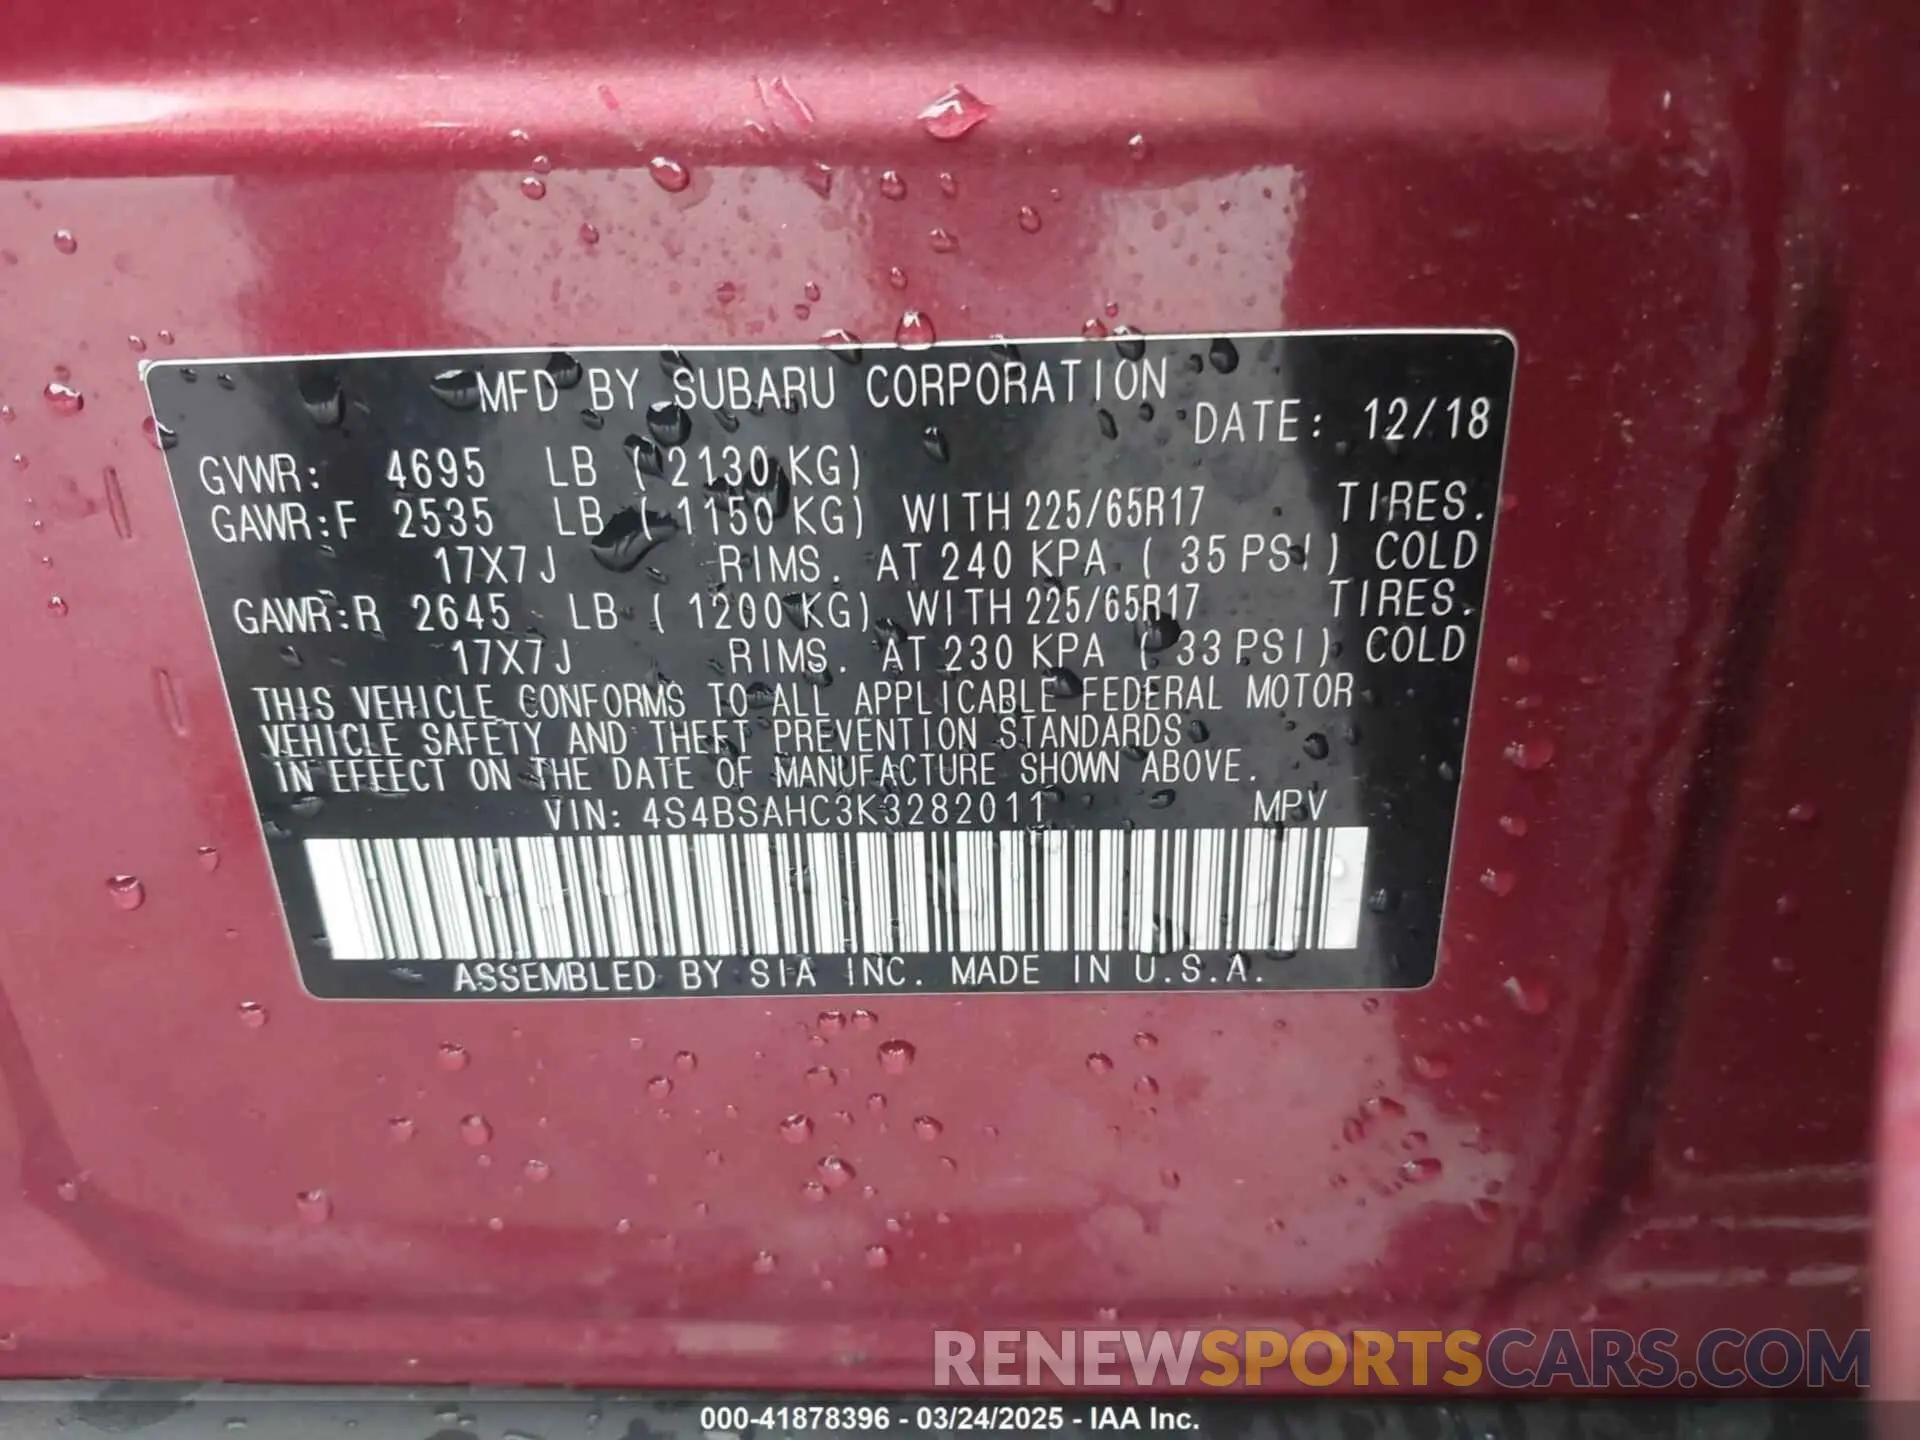 MFD BY SUBARU CORPORATION
DATE: 12/18
GVWR: 4695 LB ( 2130 KG)
GAWR:F 2535 LB ( 1150 KG) WITH 225/65R17 TIRES.
17X7J RIMS. AT 240 KPA ( 35 PSI) COLD
GAWR:R 2645 LB ( 1200 KG) WITH 225/65R17 TIRES.
17X7J RIMS. AT 230 KPA ( 33 PSI) COLD
THIS VEHICLE CONFORMS TO ALL APPLICABLE FEDERAL MOTOR
VEHICLE SAFETY AND THEFT PREVENTION STANDARDS
IN EFFECT ON THE DATE OF MANUFACTURE SHOWN ABOVE.
VIN: 4S4BSAHC3K3282011 MPV
ASSEMBLED BY SIA INC. MADE IN U.S.A.
RENEWSPORTSCARS.COM
000-41878396 - 03/24/2025 - IAA Inc.